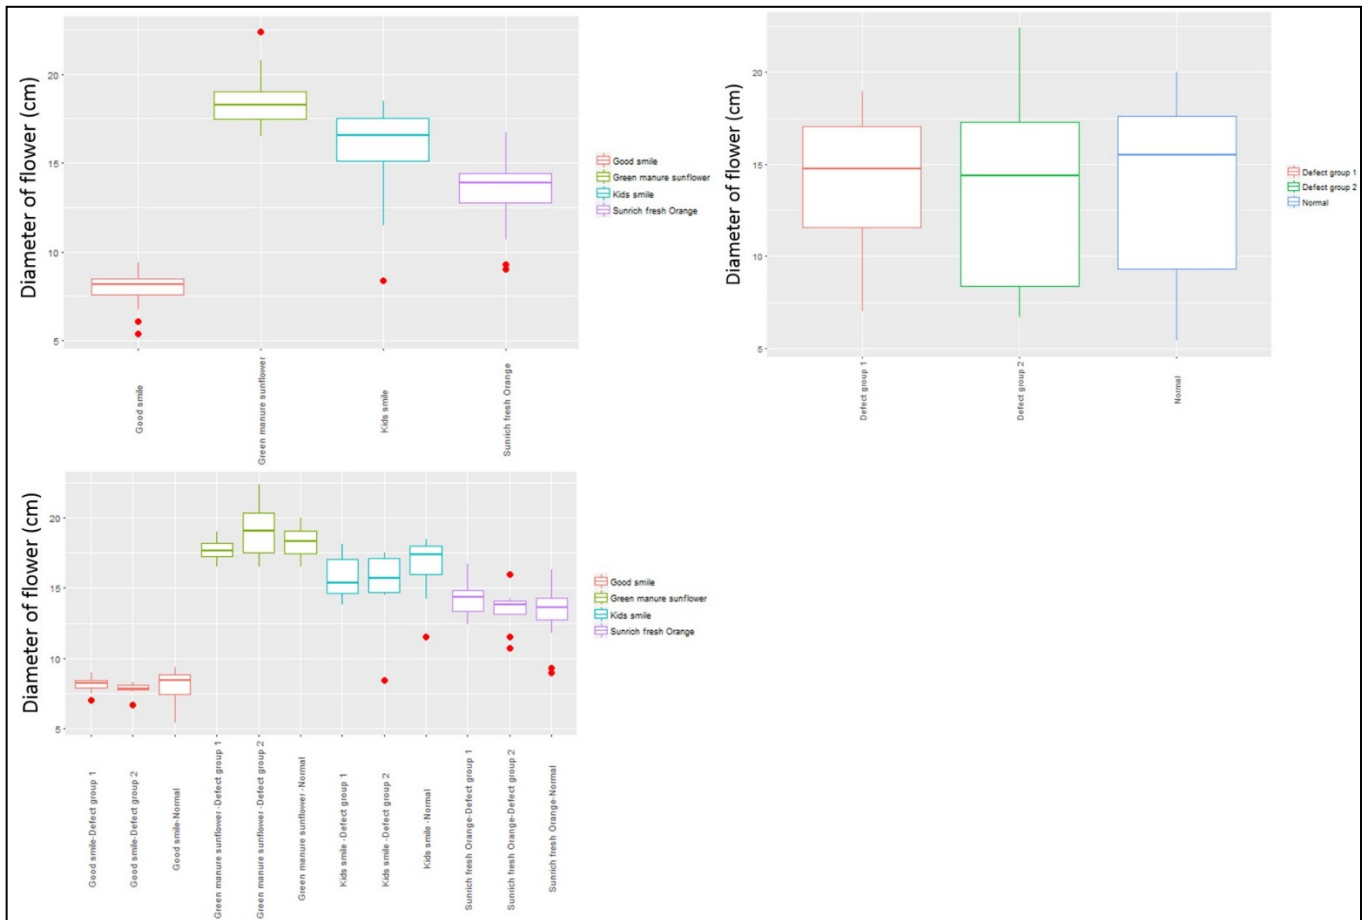 Diameter of flower (cm)
20
15
10
5
Good smile
Green manure sunflower
Kids smile
Sunrich fresh Orange
Good smile
Green manure sunflower
Kids smile
Sunrich fresh Orange
Diameter of flower (cm)
20
15
10
5
Defect group 1
Defect group 2
Normal
Defect group 1
Defect group 2
Normal
Diameter of flower (cm)
20
15
10
5
Good smile-Defect group 1
Good smile-Defect group 2
Good smile-Normal
Green manure sunflower -Defect group 1
Green manure sunflower -Defect group 2
Green manure sunflower -Normal
Kids smile -Defect group 1
Kids smile -Defect group 2
Kids smile -Normal
Sunrich fresh Orange-Defect group 1
Sunrich fresh Orange-Defect group 2
Sunrich fresh Orange-Normal
Good smile
Green manure sunflower
Kids smile
Sunrich fresh Orange